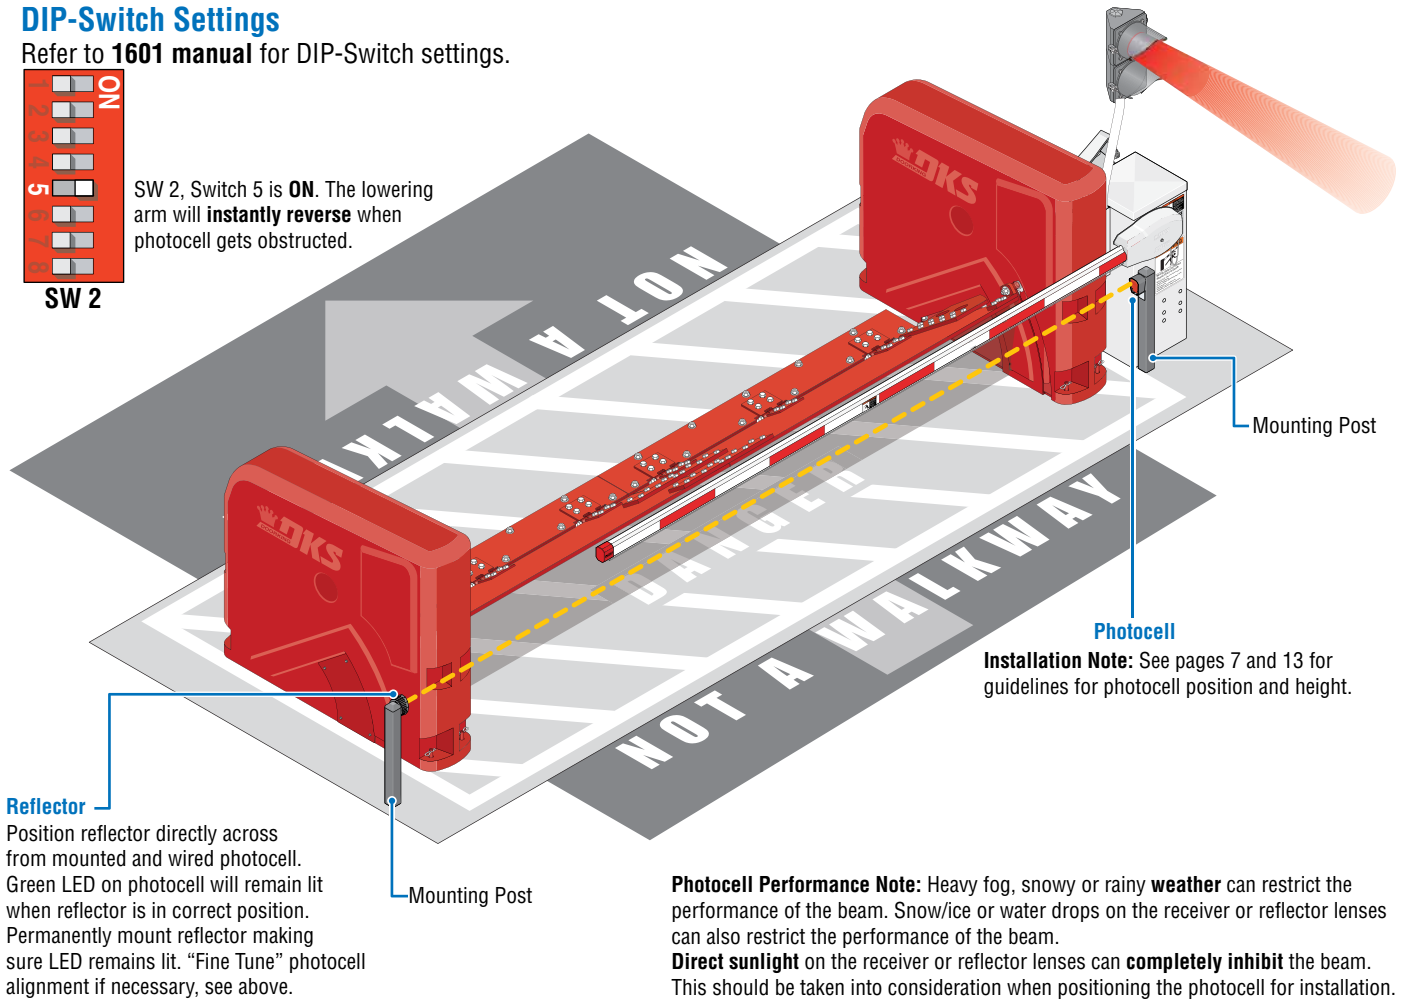 DIP-Switch Settings
Refer to 1601 manual for DIP-Switch settings.
ON
1
2
3
4
5
6
7
8
SW 2
SW 2, Switch 5 is ON. The lowering
arm will instantly reverse when
photocell gets obstructed.
NOT A WALK
DKS
DOORKING
DKS
DOORKING
DANGER
NOT A WALKWAY
Mounting Post
Photocell
Installation Note: See pages 7 and 13 for
guidelines for photocell position and height.
Reflector
Position reflector directly across
from mounted and wired photocell.
Green LED on photocell will remain lit
when reflector is in correct position.
Permanently mount reflector making
sure LED remains lit. “Fine Tune” photocell
alignment if necessary, see above.
Mounting Post
Photocell Performance Note: Heavy fog, snowy or rainy weather can restrict the
performance of the beam. Snow/ice or water drops on the receiver or reflector lenses
can also restrict the performance of the beam.
Direct sunlight on the receiver or reflector lenses can completely inhibit the beam.
This should be taken into consideration when positioning the photocell for installation.